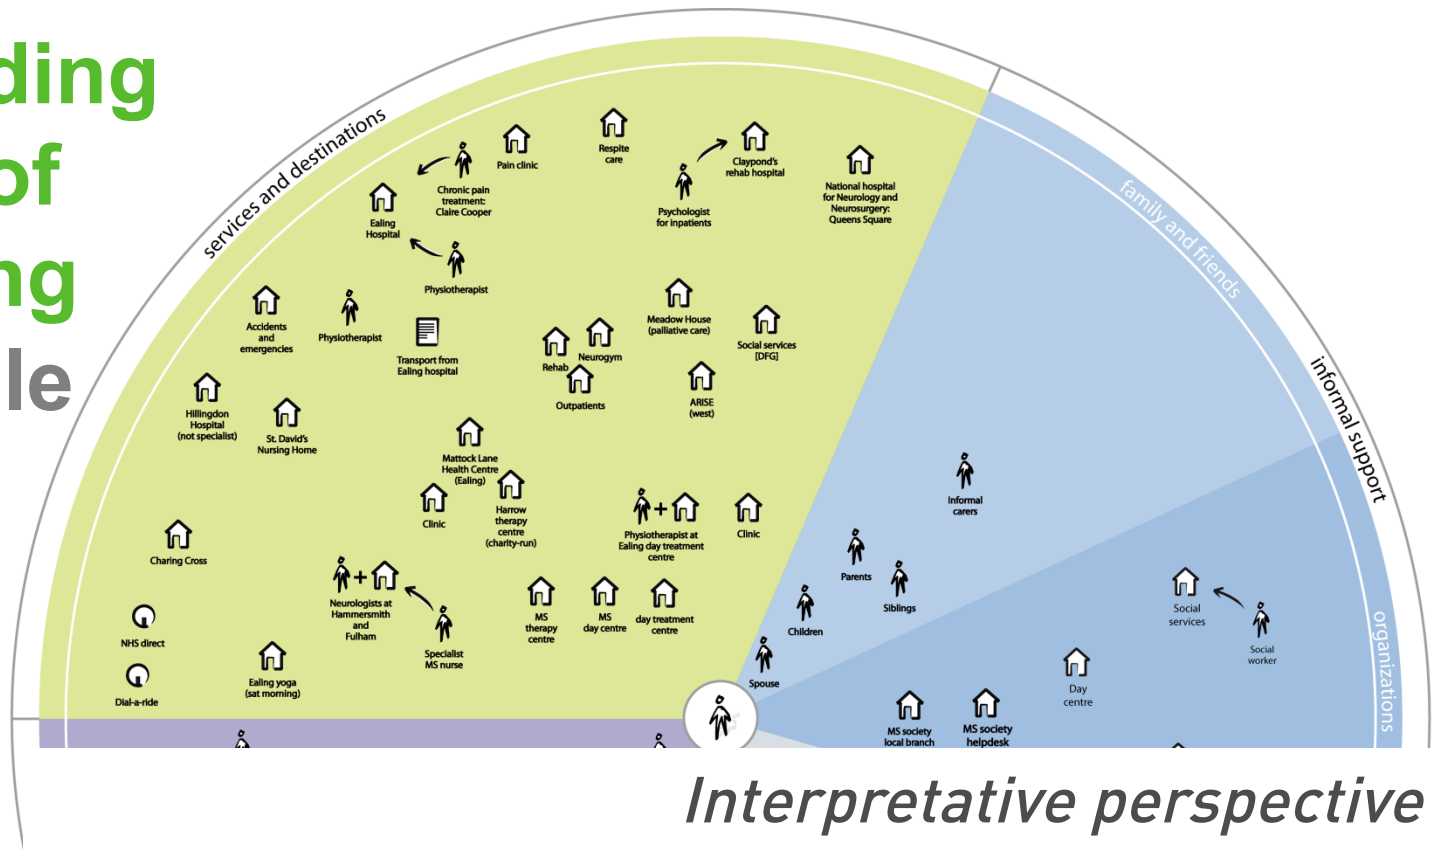 ding
of
ng
le
services and destinations
Pain clinic
Respite
care
Claypond's
rehab hospital
Chronic pain
treatment:
Claire Cooper
National hospital
for Neurology and
Neurosurgery:
Queens Square
Psychologist
for inpatients
Ealing
Hospital
Physiotherapist
Accidents
and
emergencies
Physiotherapist
Transport from
Ealing hospital
Meadow House
(palliative care)
Social services
[DFG]
Neurogym
Rehab
Outpatients
ARISE
(west)
Hillingdon
Hospital
(not specialist)
St. David's
Nursing Home
Mattock Lane
Health Centre
(Ealing)
Clinic
Harrow
therapy
centre
(charity-run)
+
Physiotherapist at
Ealing day treatment
centre
Clinic
Charing Cross
+
Neurologists at
Hammersmith
and
Fulham
Specialist
MS nurse
MS
therapy
centre
MS
day centre
day treatment
centre
NHS direct
Dial-a-ride
Ealing yoga
(sat morning)
family and friends
informal support
Informal
carers
Parents
Siblings
Children
Spouse
organizations
Social
services
Social
worker
Day
centre
MS society
local branch
MS society
helpdesk
Interpretative perspective